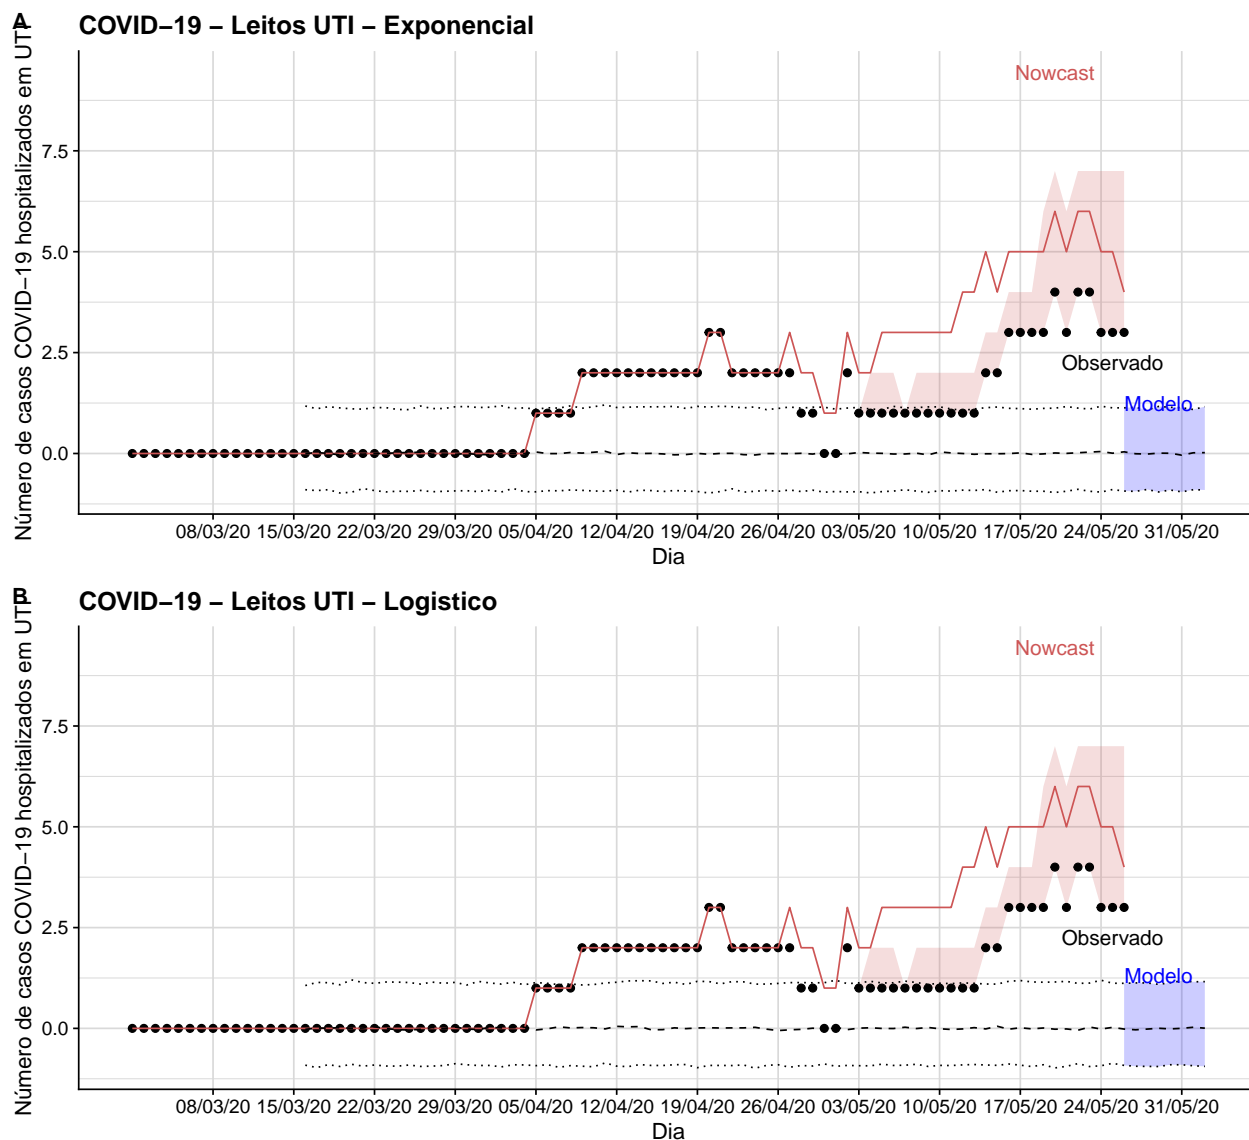 A
COVID–19 – Leitos UTI – Exponencial
Número de casos COVID–19 hospitalizados em UTI
Nowcast
7.5
5.0
2.5
Observado
Modelo
0.0
08/03/20 15/03/20 22/03/20 29/03/20 05/04/20 12/04/20 19/04/20 26/04/20 03/05/20 10/05/20 17/05/20 24/05/20 31/05/20
Dia
B
COVID–19 – Leitos UTI – Logistico
Número de casos COVID–19 hospitalizados em UTI
Nowcast
7.5
5.0
2.5
Observado
Modelo
0.0
08/03/20 15/03/20 22/03/20 29/03/20 05/04/20 12/04/20 19/04/20 26/04/20 03/05/20 10/05/20 17/05/20 24/05/20 31/05/20
Dia